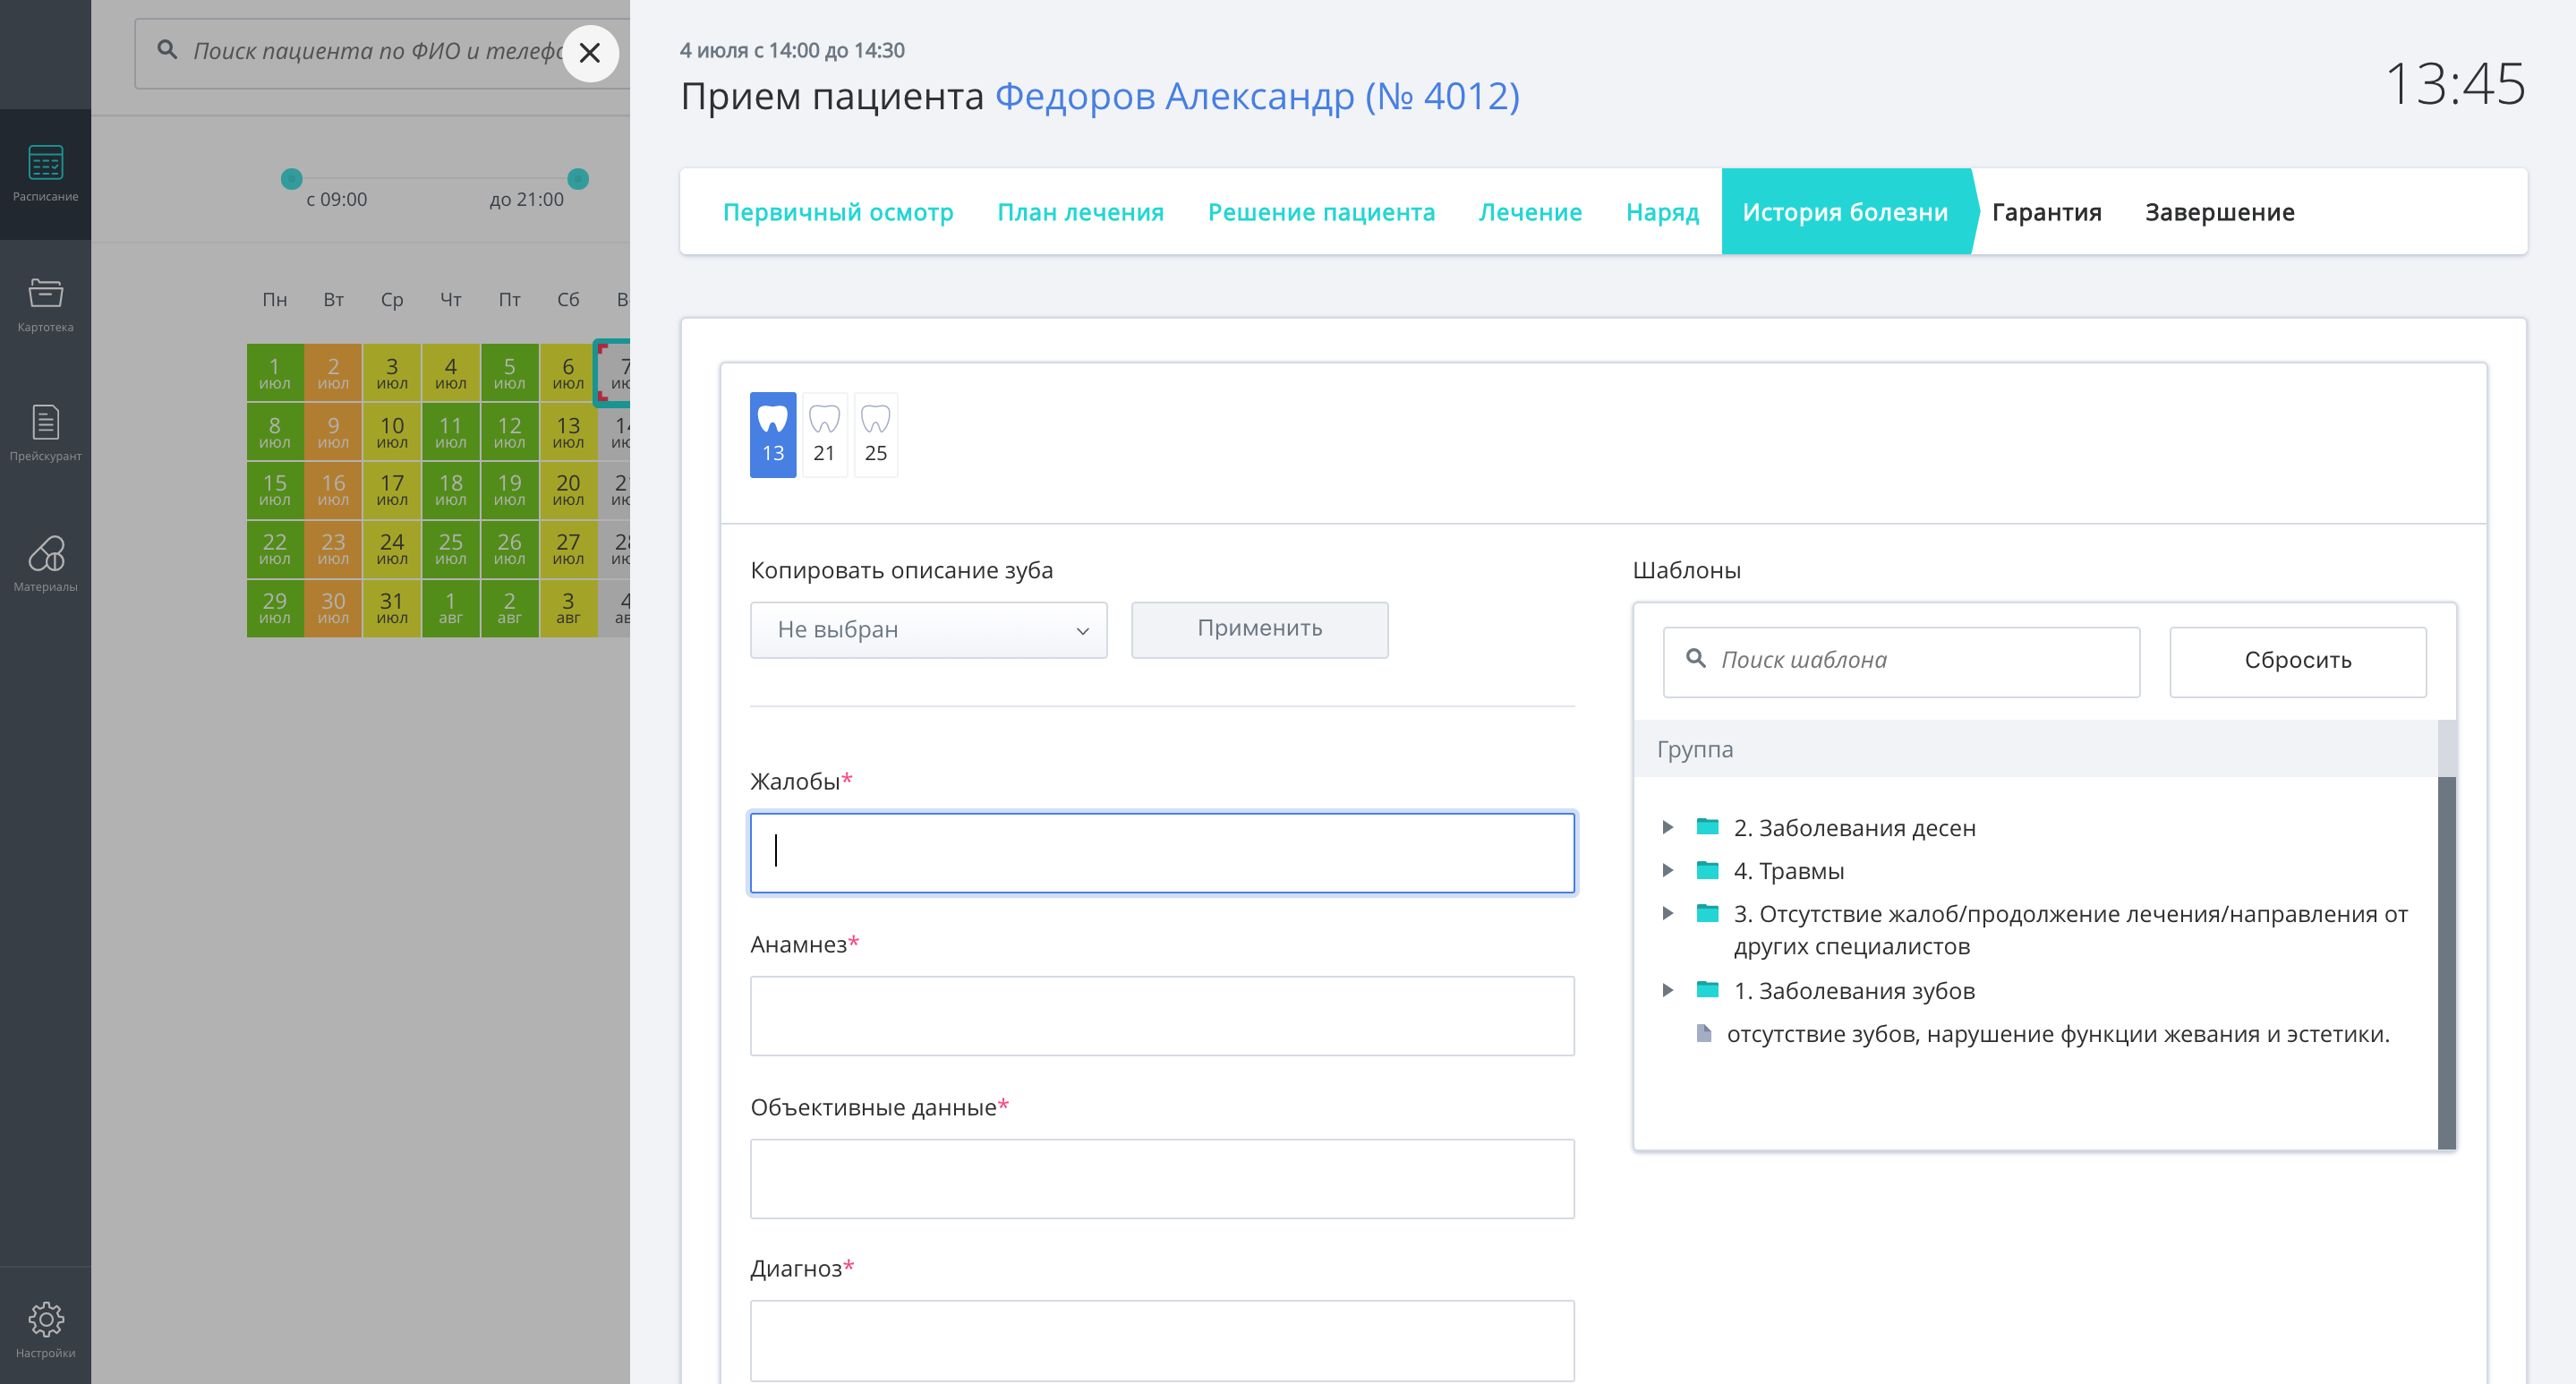 Расписание
Картотека
Прейскурант
Материалы
Настройки
Поиск пациента по ФИО и телефо
с 09:00
до 21:00
Пн Вт Ср Чт Пт Сб В
1 2 3 4 5 6 7
июл июл июл июл июл июл ию
8 9 10 11 12 13 14
июл июл июл июл июл июл ию
15 16 17 18 19 20 21
июл июл июл июл июл июл ию
22 23 24 25 26 27 28
июл июл июл июл июл июл ию
29 30 31 1 2 3 4
июл июл июл авг авг авг ав
4 июля с 14:00 до 14:30
Прием пациента Федоров Александр (№ 4012)
13:45
Первичный осмотр План лечения Решение пациента Лечение Наряд История болезни Гарантия Завершение
13 21 25
Копировать описание зуба
Не выбран
Применить
Жалобы*
Анамнез*
Объективные данные*
Диагноз*
Шаблоны
Поиск шаблона
Сбросить
Группа
2. Заболевания десен
4. Травмы
3. Отсутствие жалоб/продолжение лечения/направления от
других специалистов
1. Заболевания зубов
отсутствие зубов, нарушение функции жевания и эстетики.